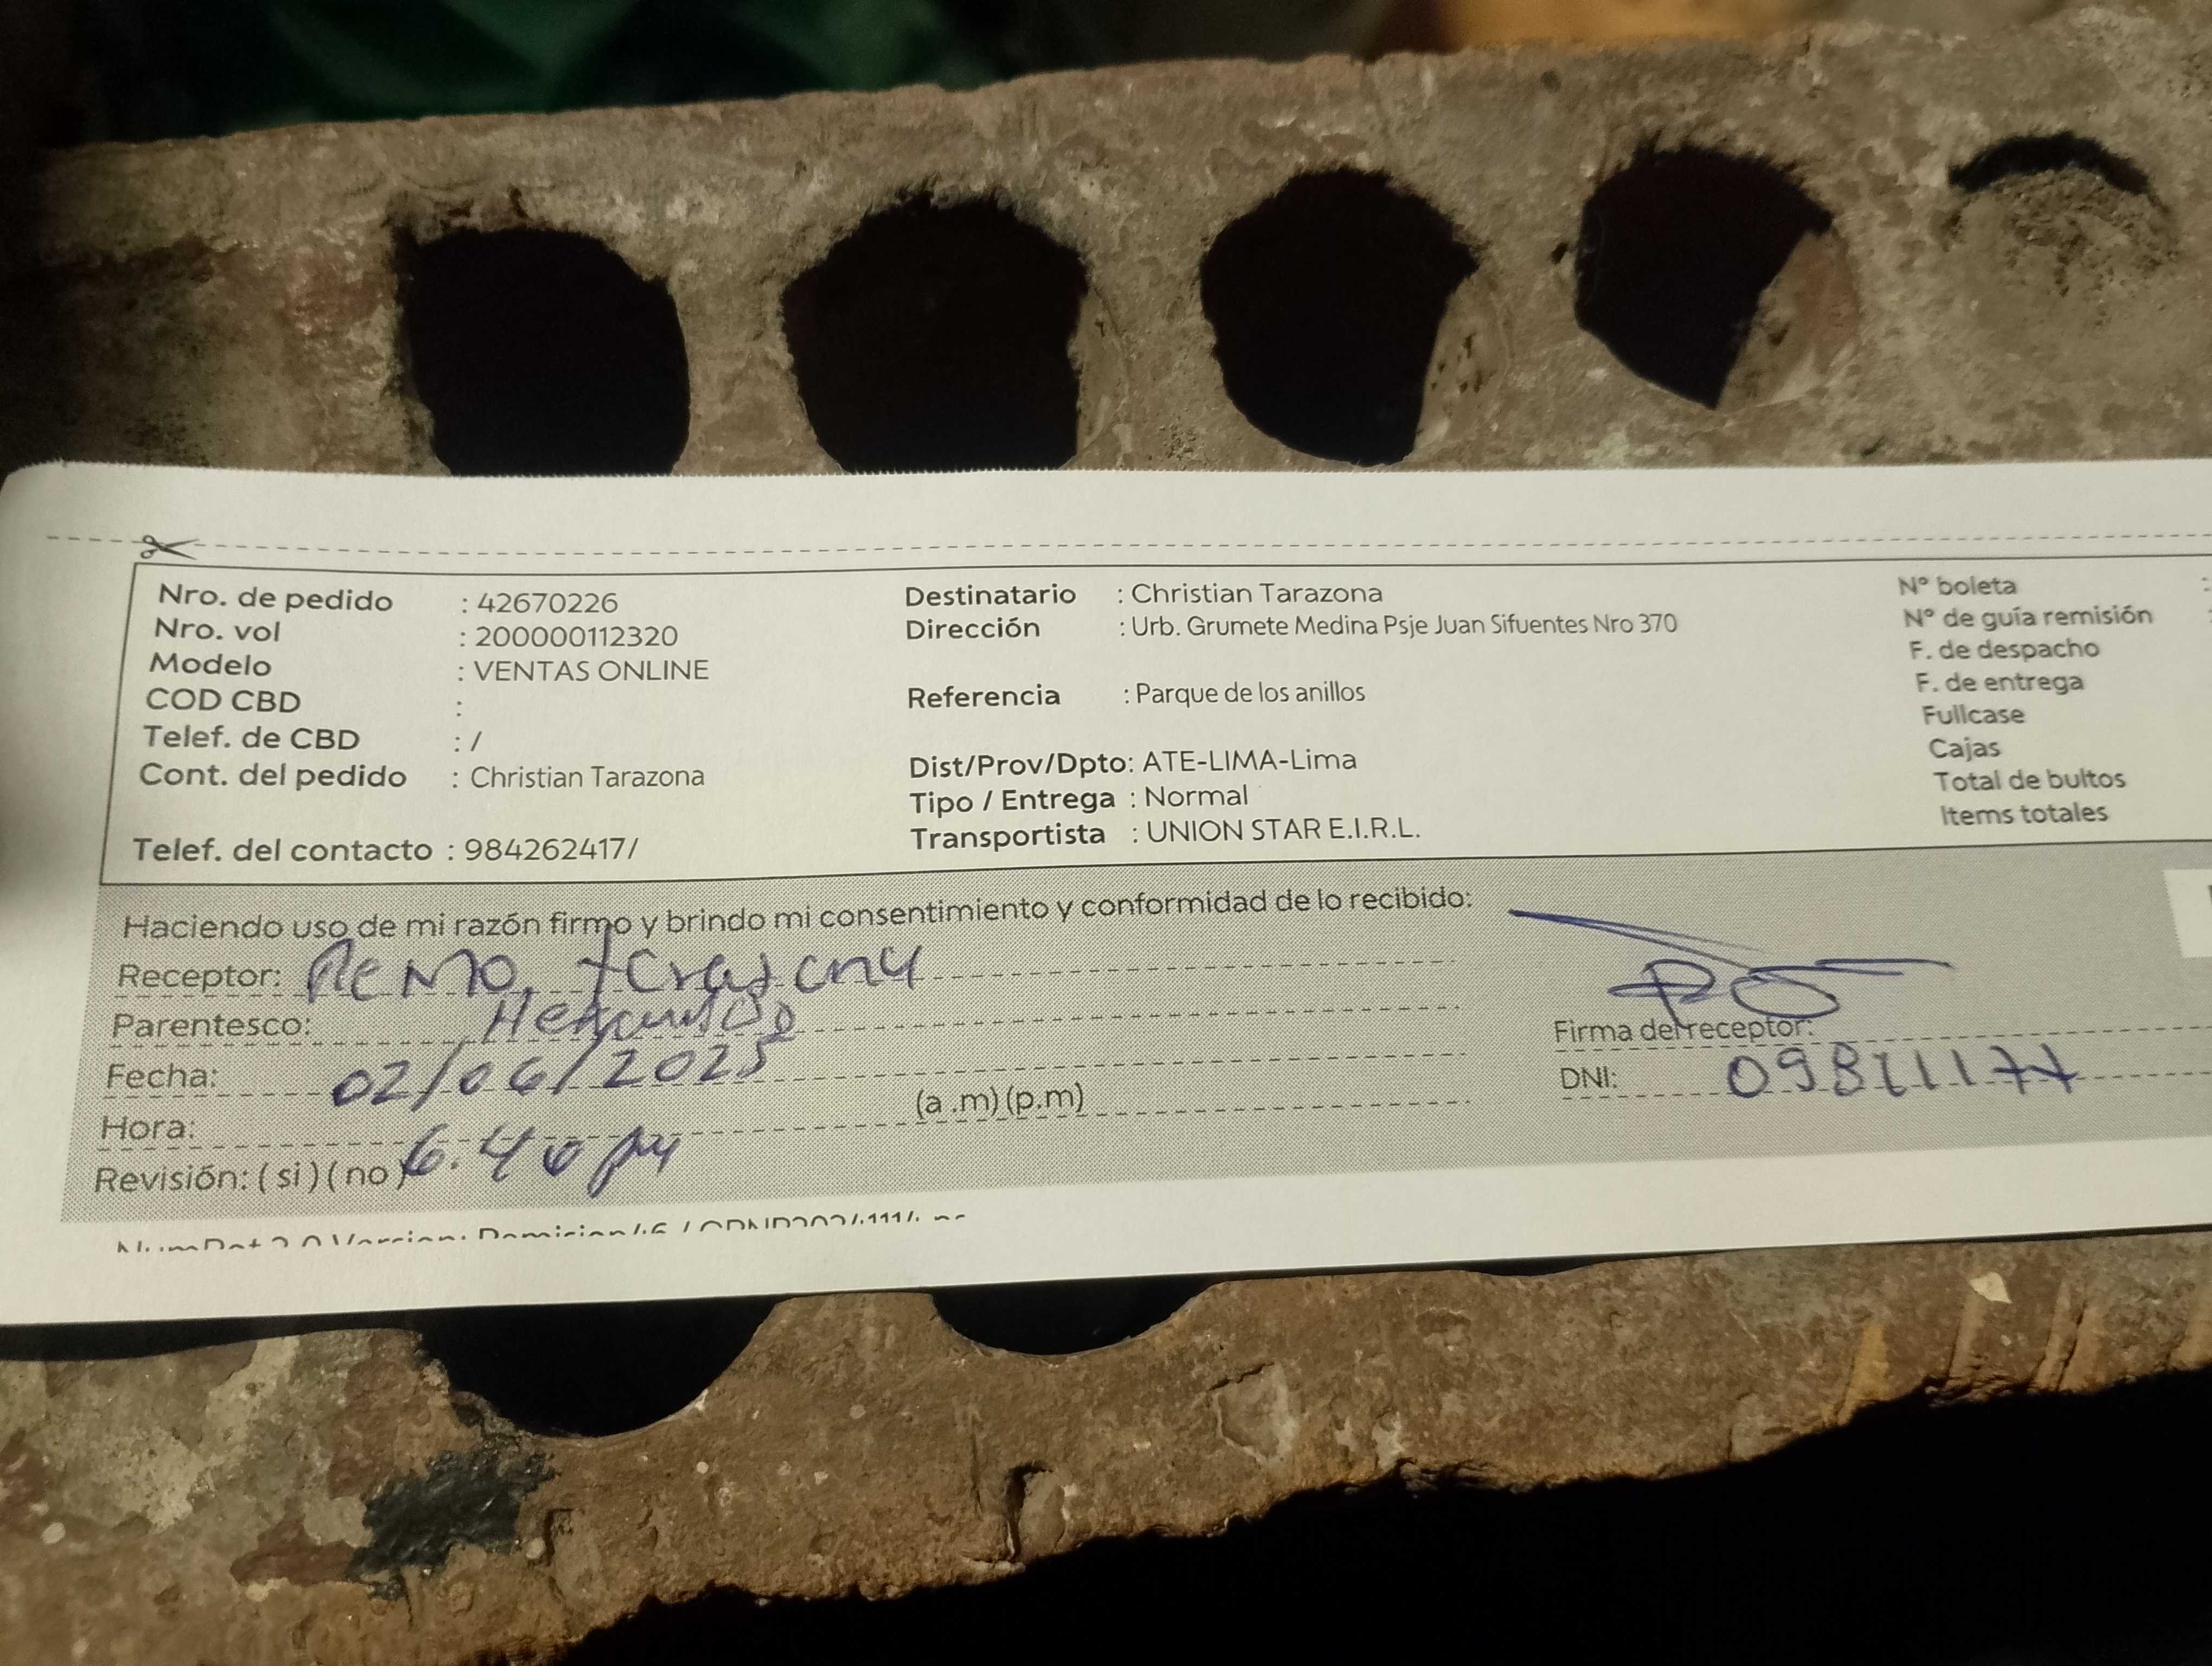 Nro. de pedido : 42670226
Nro. vol : 200000112320
Modelo : VENTAS ONLINE
COD CBD :
Telef. de CBD : /
Cont. del pedido : Christian Tarazona
Telef. del contacto : 984262417/
Destinatario : Christian Tarazona
Dirección : Urb. Grumete Medina Psje Juan Sifuentes Nro 370
Referencia : Parque de los anillos
Dist/Prov/Dpto: ATE-LIMA-Lima
Tipo / Entrega : Normal
Transportista : UNION STAR E.I.R.L.
N° boleta :
N° de guía remisión :
F. de despacho
F. de entrega
Fullcase
Cajas
Total de bultos
Items totales
Haciendo uso de mi razón firmo y brindo mi consentimiento y conformidad de lo recibido:
Receptor:
Parentesco: Hermano
Fecha: 02/06/2025
Hora: (a .m) (p.m)
6.40 pm
Revisión: ( si ) ( no )
Firma del receptor:
DNI: 09811177